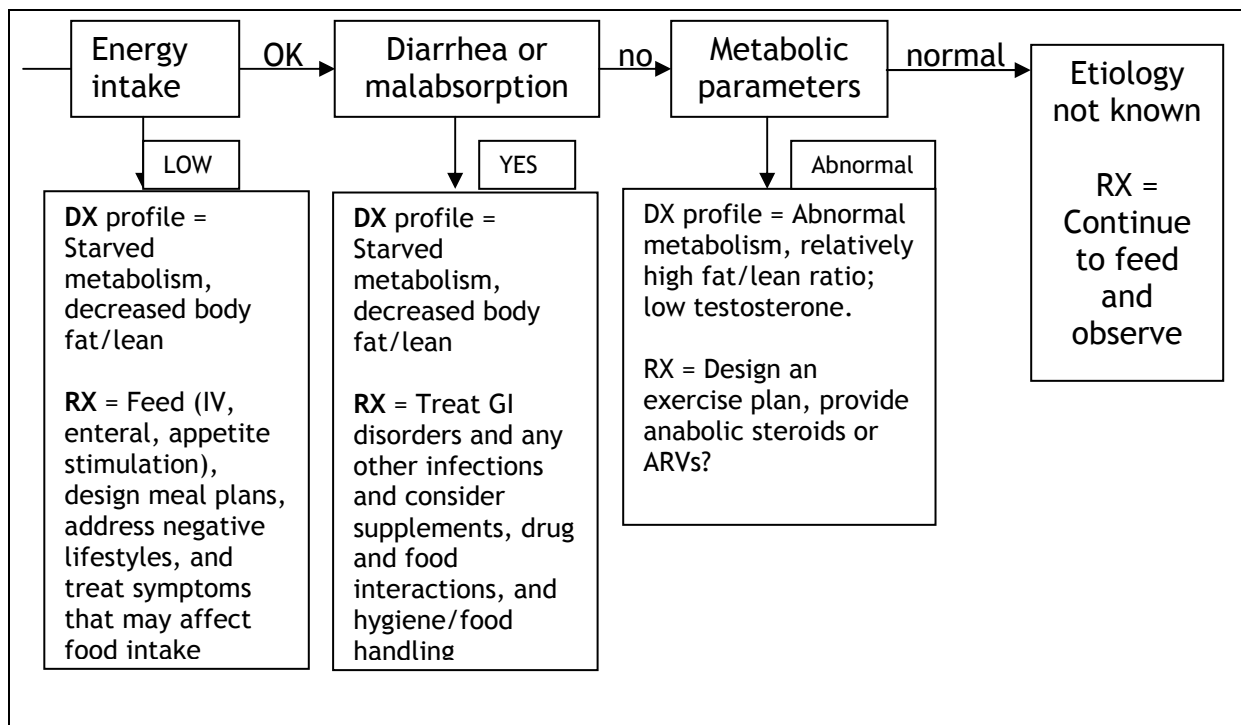 Energy
intake
OK
Diarrhea or
malabsorption
no
Metabolic
parameters
normal
Etiology
not known
RX =
Continue
to feed
and
observe
LOW
DX profile =
Starved
metabolism,
decreased body
fat/lean
RX = Feed (IV,
enteral, appetite
stimulation),
design meal plans,
address negative
lifestyles, and
treat symptoms
that may affect
food intake
YES
DX profile =
Starved
metabolism,
decreased body
fat/lean
RX = Treat GI
disorders and any
other infections
and consider
supplements, drug
and food
interactions, and
hygiene/food
handling
Abnormal
DX profile = Abnormal
metabolism, relatively
high fat/lean ratio;
low testosterone.
RX = Design an
exercise plan, provide
anabolic steroids or
ARVs?